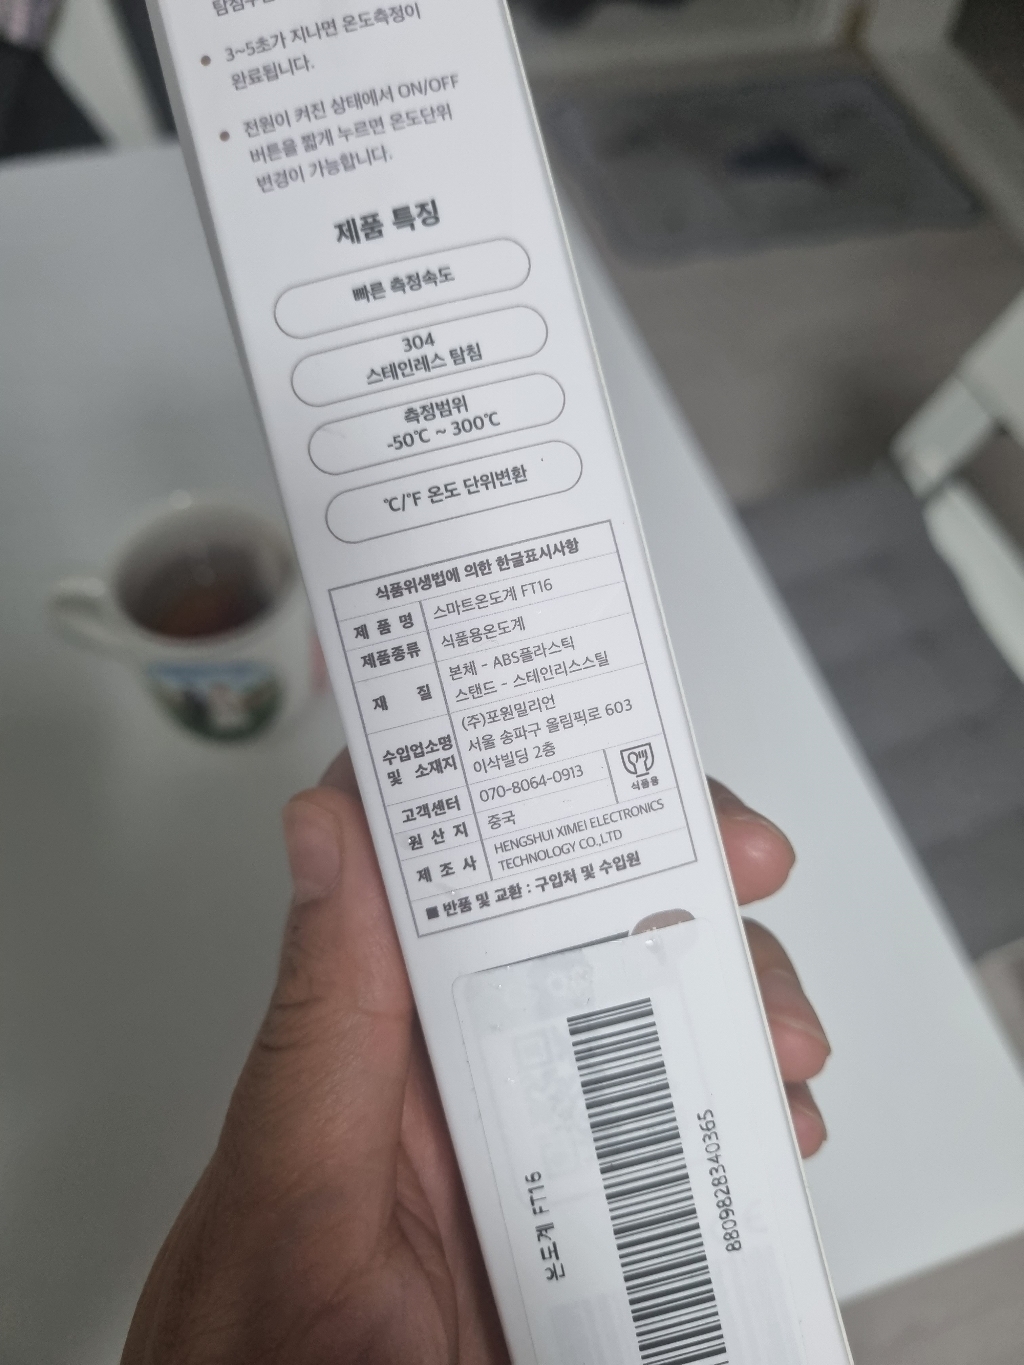 3~5초가 지나면 온도측정이
완료됩니다.
전원이 켜진 상태에서 ON/OFF
버튼을 짧게 누르면 온도단위
변경이 가능합니다.
제품 특징
빠른 측정속도
304
스테인레스 탐침
측정범위
-50℃ ~ 300℃
℃/℉ 온도 단위변환
식품위생법에 의한 한글표시사항
제 품 명 스마트온도계 FT16
제품종류 식품용온도계
재 질 본체 - ABS플라스틱
스탠드 - 스테인리스스틸
수입업소명 및 소재지 (주)포원밀리언
서울 송파구 올림픽로 603
이삭빌딩 2층
고객센터 070-8064-0913
식품용
원 산 지 중국
제 조 사 HENGSHUI XIMEI ELECTRONICS
TECHNOLOGY CO.,LTD
■ 반품 및 교환 : 구입처 및 수입원
온도계 FT16
8809828340365